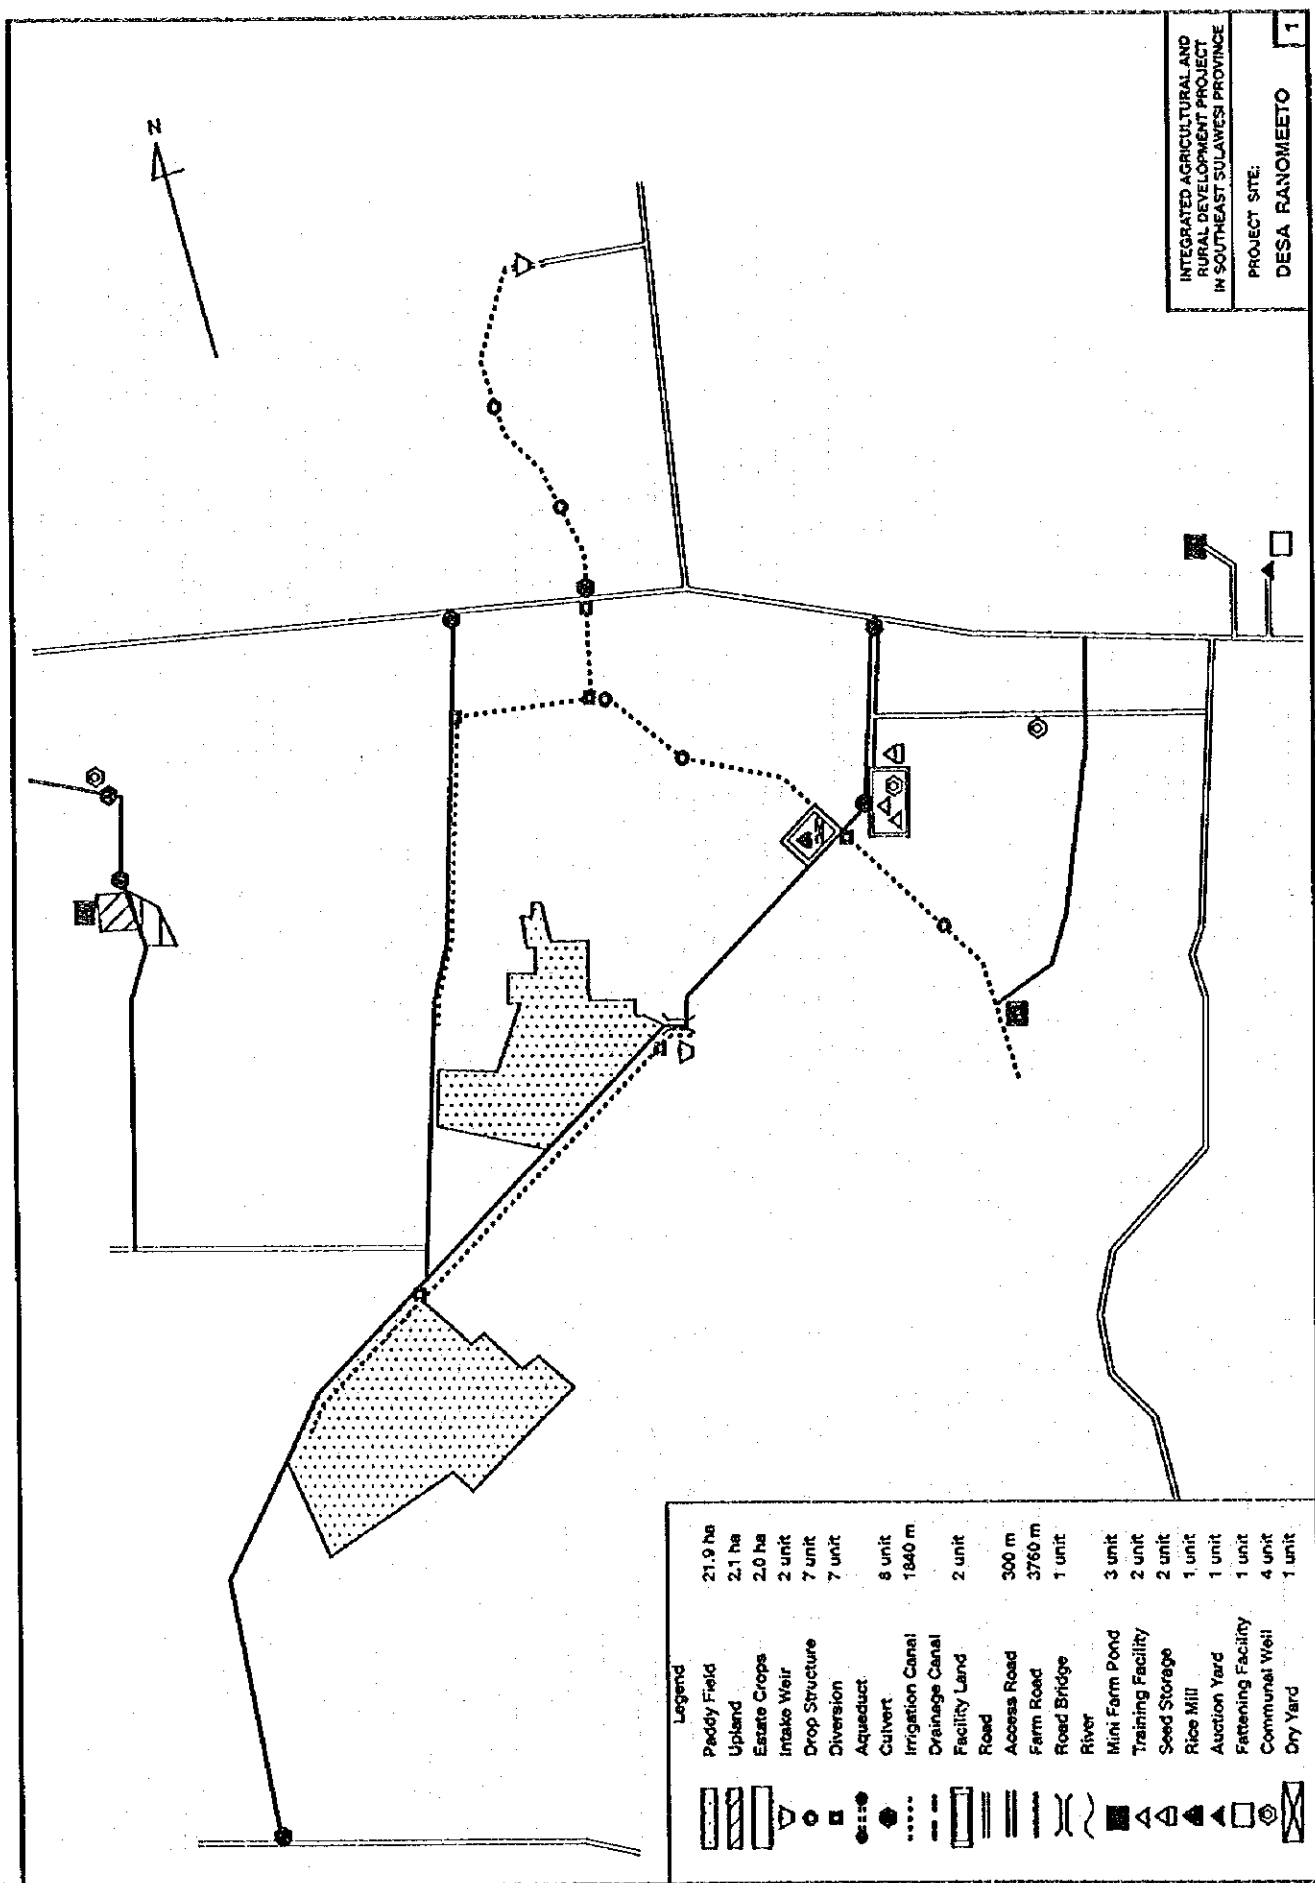 N
INTEGRATED AGRICULTURAL AND
RURAL DEVELOPMENT PROJECT
IN SOUTHEAST SULAWESI PROVINCE
PROJECT SITE:
DESA RANOMEETO
1
Legend
Paddy Field 21.9 ha
Upland 2.1 ha
Estate Crops 2.0 ha
Intake Weir 2 unit
Drop Structure 7 unit
Diversion 7 unit
Aqueduct
Culvert 8 unit
Irrigation Canal 1840 m
Drainage Canal
Facility Land 2 unit
Road
Access Road 300 m
Farm Road 3760 m
Road Bridge 1 unit
River
Mini Farm Pond 3 unit
Training Facility 2 unit
Seed Storage 2 unit
Rice Mill 1 unit
Auction Yard 1 unit
Fattening Facility 1 unit
Communal Well 4 unit
Dry Yard 1 unit